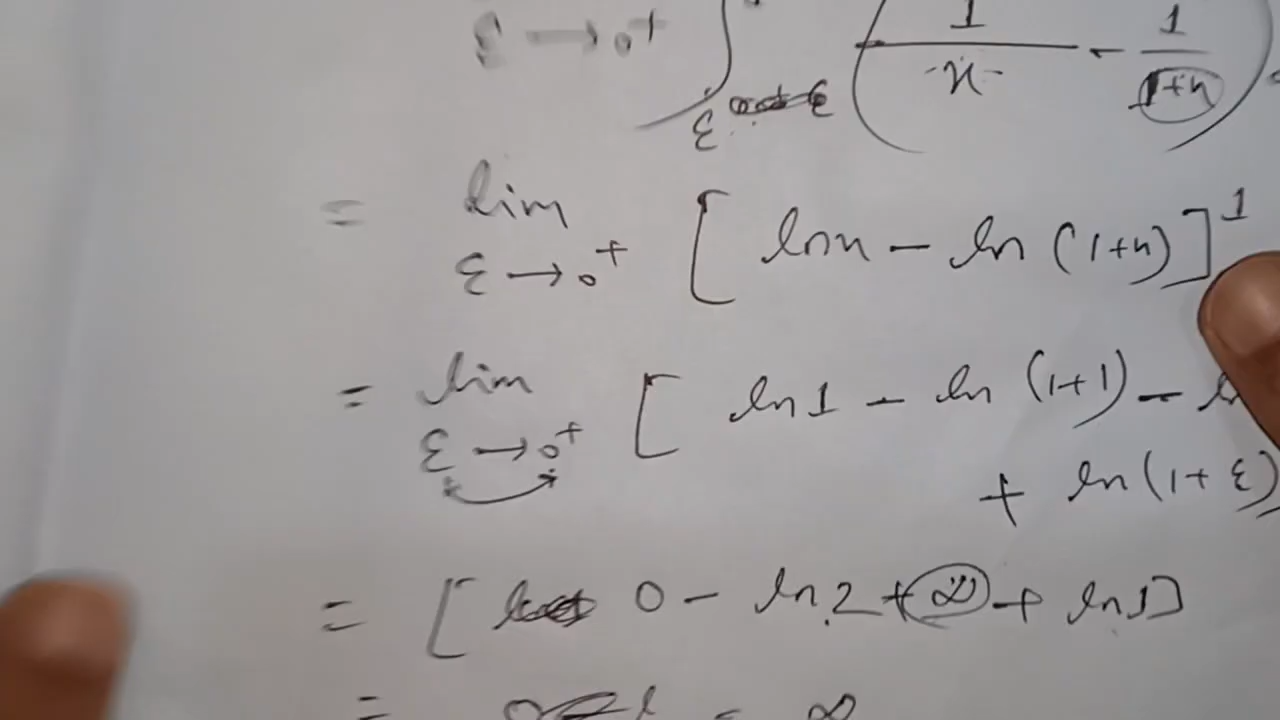 ε → 0⁺ ∫ ε ( 1/x - 1/(1+x) )
= lim ε → 0⁺ [ ln x - ln (1+x) ]¹
= lim ε → 0⁺ [ ln 1 - ln (1+1) -
+ ln (1+ ε)
= [ 0 - ln 2 + ∞ + ln 1 ]
= ∞